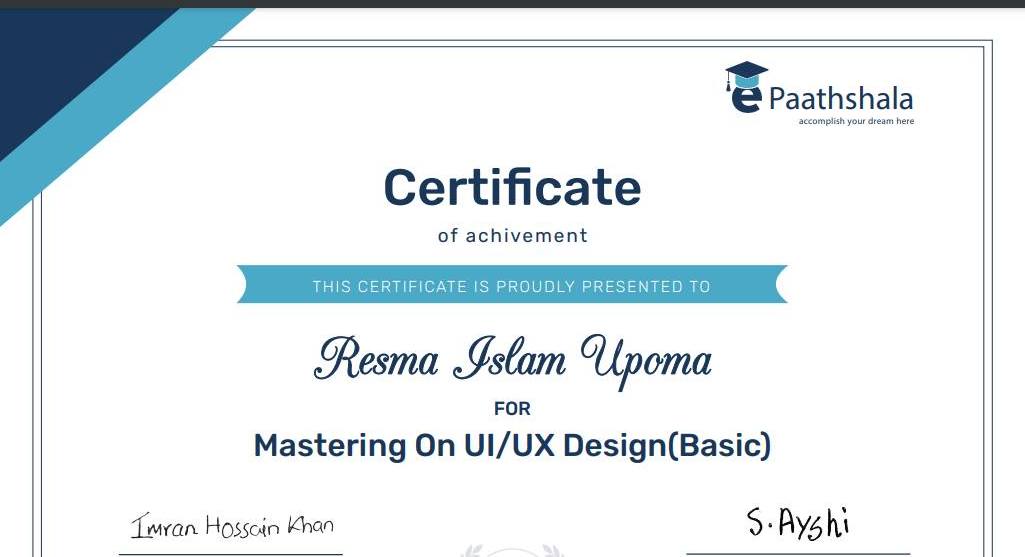 e Paathshala
accomplish your dream here
Certificate
of achivement
THIS CERTIFICATE IS PROUDLY PRESENTED TO
Resma Islam Upoma
FOR
Mastering On UI/UX Design(Basic)
Imran Hossain Khan
S.Ayshi